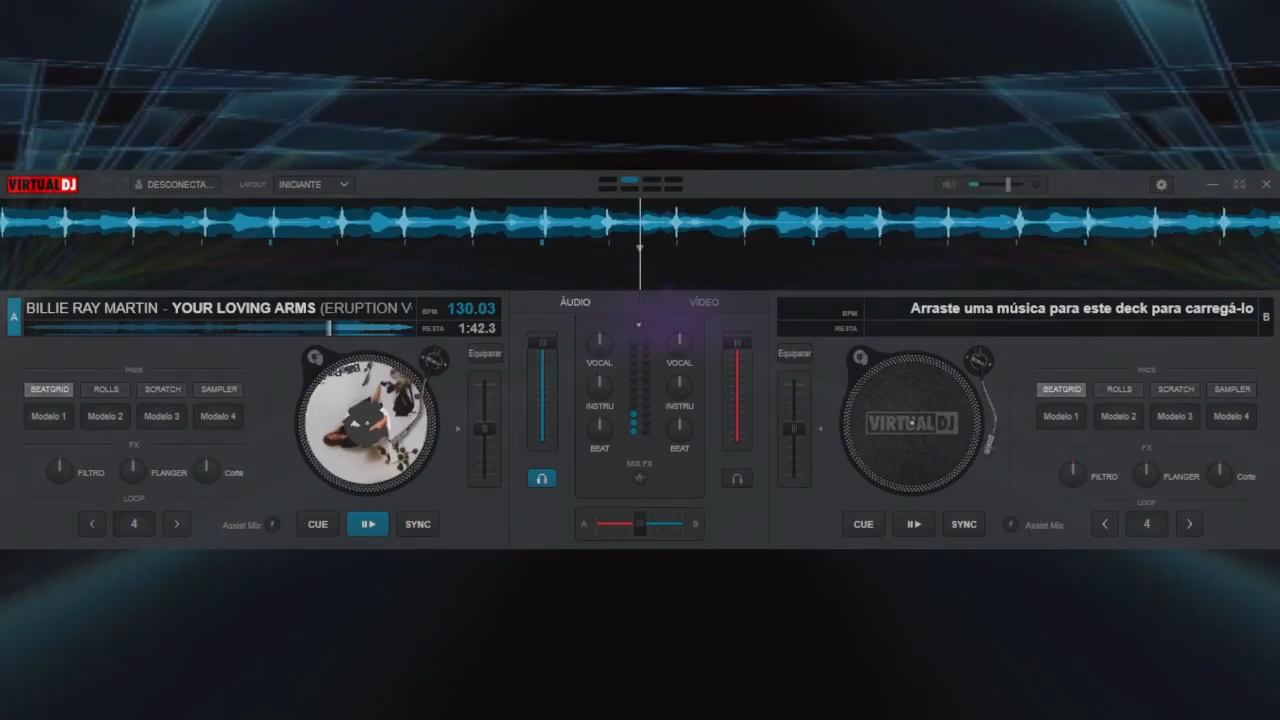 VIRTUALDJ
DESCONECTA...
LAYOUT
INICIANTE
A
BILLIE RAY MARTIN - YOUR LOVING ARMS (ERUPTION V
BPM 130.03
RESTA 1:42.3
ÁUDIO
VÍDEO
BPM
RESTA
Arraste uma música para este deck para carregá-lo
B
PADS
BEATGRID ROLLS SCRATCH SAMPLER
Modelo 1 Modelo 2 Modelo 3 Modelo 4
FX
FILTRO FLANGER Corte
LOOP
4
Assist Mix
CUE
SYNC
Equiparar
VOCAL VOCAL
INSTRU INSTRU
BEAT BEAT
MIX FX
A B
Equiparar
VIRTUALDJ
CUE
SYNC
PADS
BEATGRID ROLLS SCRATCH SAMPLER
Modelo 1 Modelo 2 Modelo 3 Modelo 4
FX
FILTRO FLANGER Corte
LOOP
Assist Mix
4